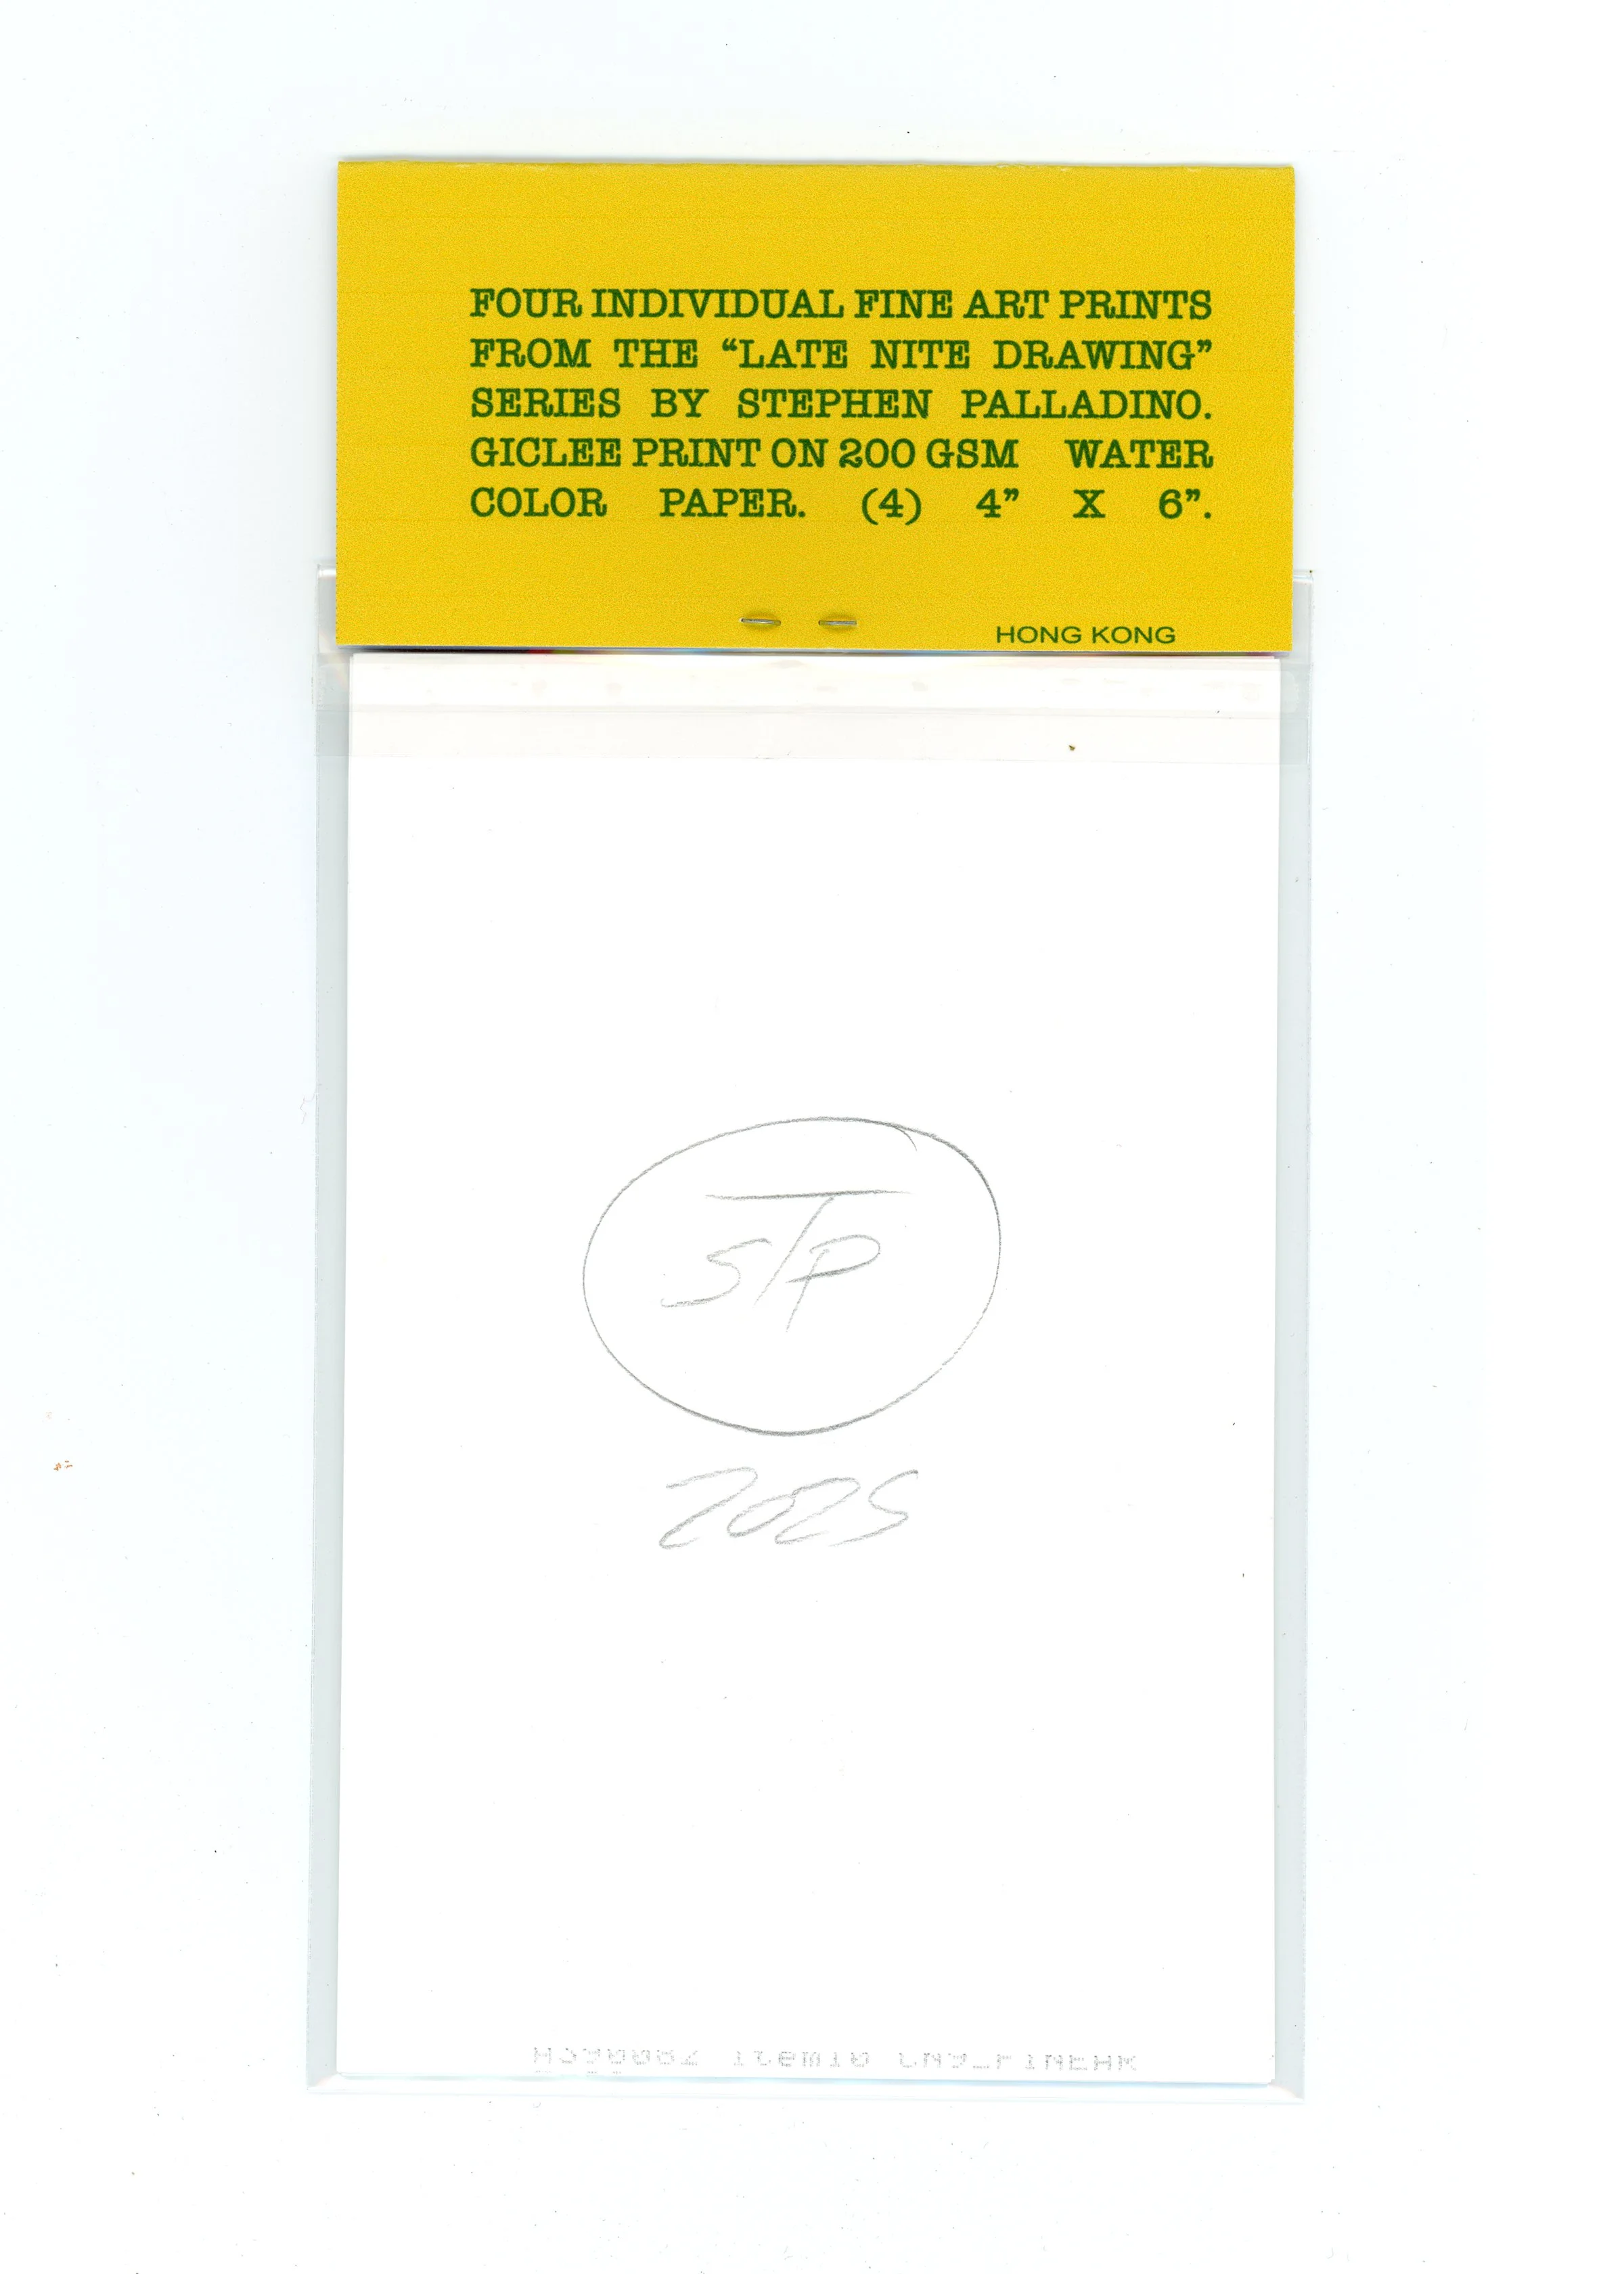 FOUR INDIVIDUAL FINE ART PRINTS
FROM THE “LATE NITE DRAWING”
SERIES BY STEPHEN PALLADINO.
GICLEE PRINT ON 200 GSM WATER
COLOR PAPER. (4) 4” X 6”.
HONG KONG
S/P
2025